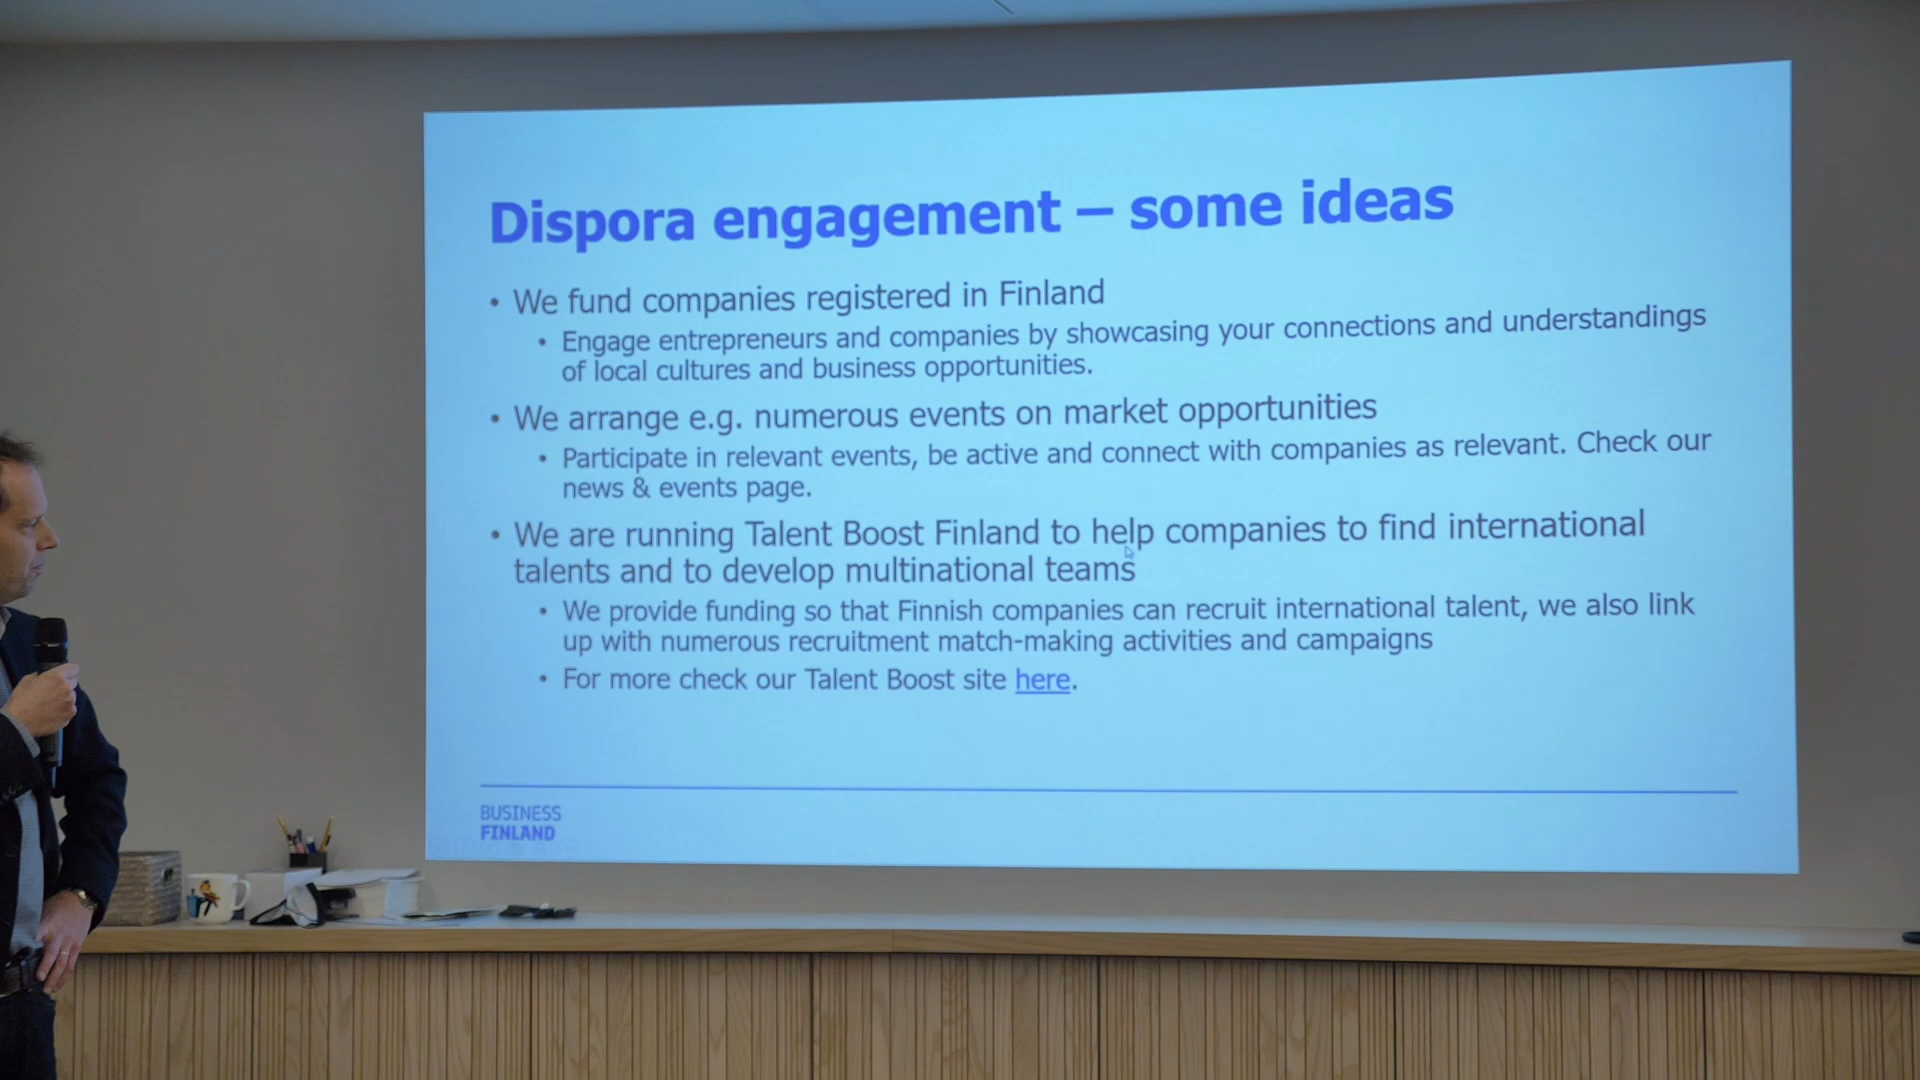 Dispora engagement – some ideas
• We fund companies registered in Finland
• Engage entrepreneurs and companies by showcasing your connections and understandings
of local cultures and business opportunities.
• We arrange e.g. numerous events on market opportunities
• Participate in relevant events, be active and connect with companies as relevant. Check our
news & events page.
• We are running Talent Boost Finland to help companies to find international
talents and to develop multinational teams
• We provide funding so that Finnish companies can recruit international talent, we also link
up with numerous recruitment match-making activities and campaigns
• For more check our Talent Boost site here.
BUSINESS
FINLAND